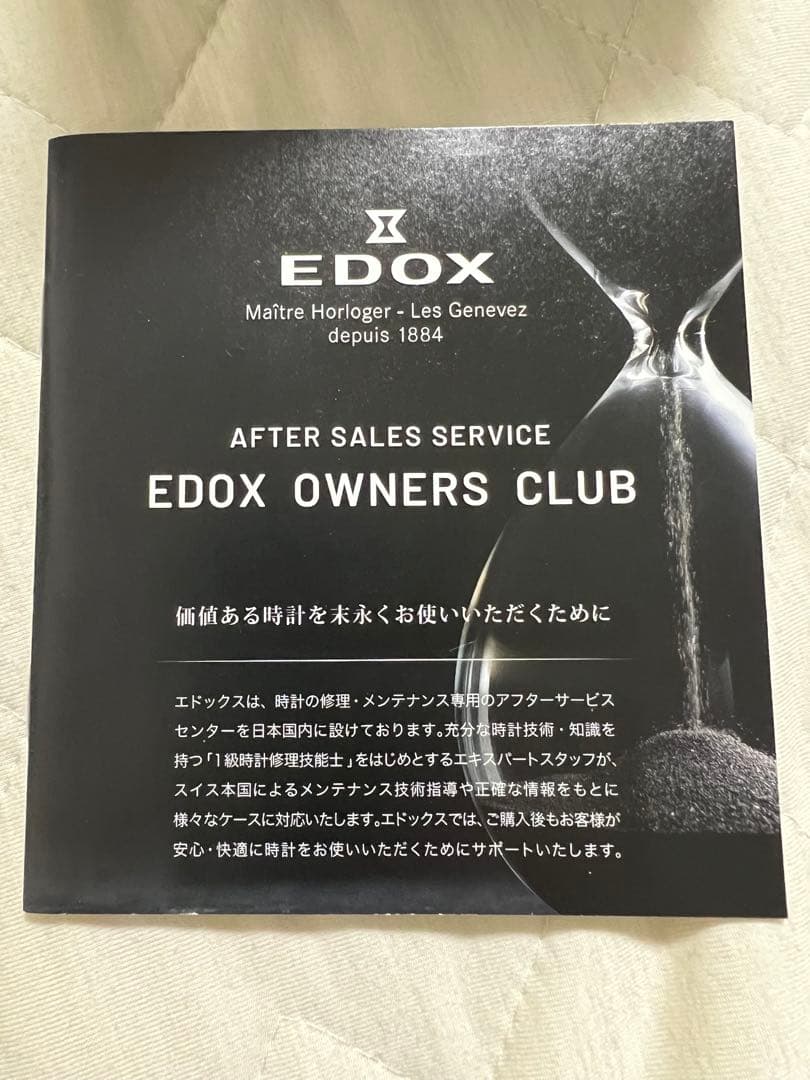 EDOX
Maître Horloger - Les Genevez
depuis 1884
AFTER SALES SERVICE
EDOX OWNERS CLUB
価値ある時計を末永くお使いいただくために
エドックスは、時計の修理・メンテナンス専用のアフターサービス
センターを日本国内に設けております。充分な時計技術・知識を
持つ「1級時計修理技能士」をはじめとするエキスパートスタッフが、
スイス本国によるメンテナンス技術指導や正確な情報をもとに
様々なケースに対応いたします。エドックスでは、ご購入後もお客様が
安心・快適に時計をお使いいただくためにサポートいたします。